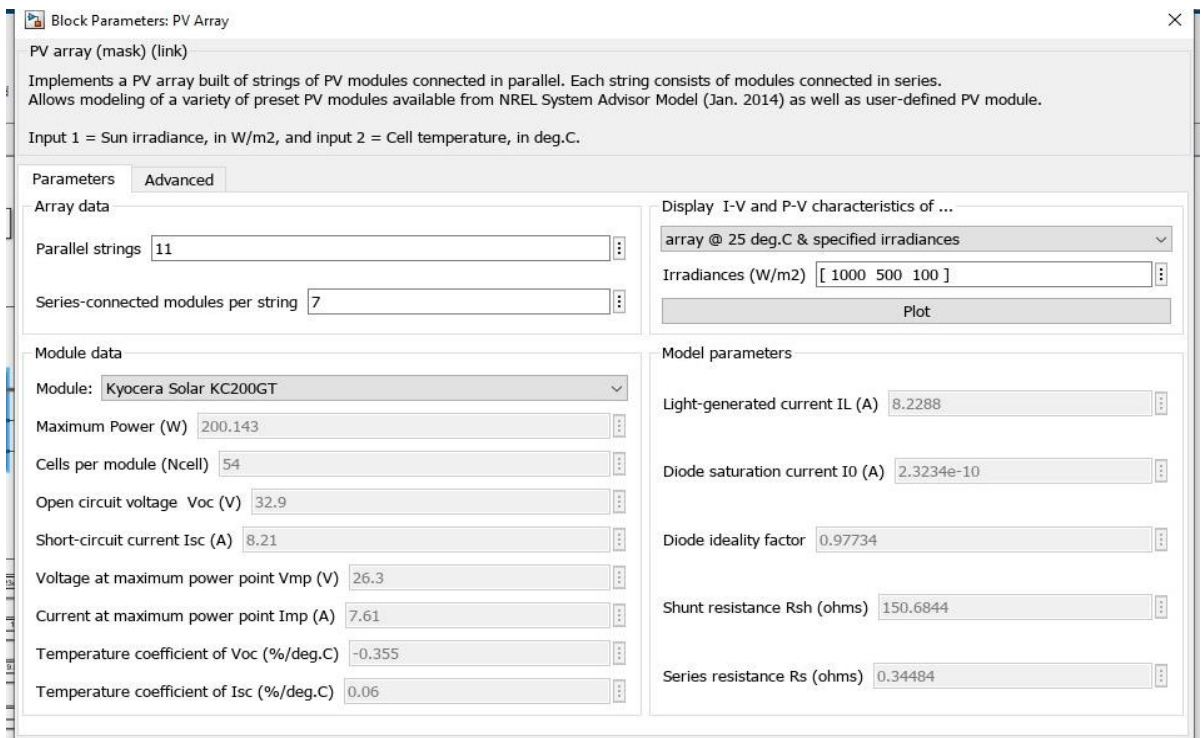 Block Parameters: PV Array
PV array (mask) (link)
Implements a PV array built of strings of PV modules connected in parallel. Each string consists of modules connected in series.
Allows modeling of a variety of preset PV modules available from NREL System Advisor Model (Jan. 2014) as well as user-defined PV module.
Input 1 = Sun irradiance, in W/m2, and input 2 = Cell temperature, in deg.C.
Parameters Advanced
Array data
Parallel strings 11
Series-connected modules per string 7
Display I-V and P-V characteristics of ...
array @ 25 deg.C & specified irradiances
Irradiances (W/m2) [ 1000 500 100 ]
Plot
Module data
Module: Kyocera Solar KC200GT
Maximum Power (W) 200.143
Cells per module (Ncell) 54
Open circuit voltage Voc (V) 32.9
Short-circuit current Isc (A) 8.21
Voltage at maximum power point Vmp (V) 26.3
Current at maximum power point Imp (A) 7.61
Temperature coefficient of Voc (%/deg.C) -0.355
Temperature coefficient of Isc (%/deg.C) 0.06
Model parameters
Light-generated current IL (A) 8.2288
Diode saturation current I0 (A) 2.3234e-10
Diode ideality factor 0.97734
Shunt resistance Rsh (ohms) 150.6844
Series resistance Rs (ohms) 0.34484